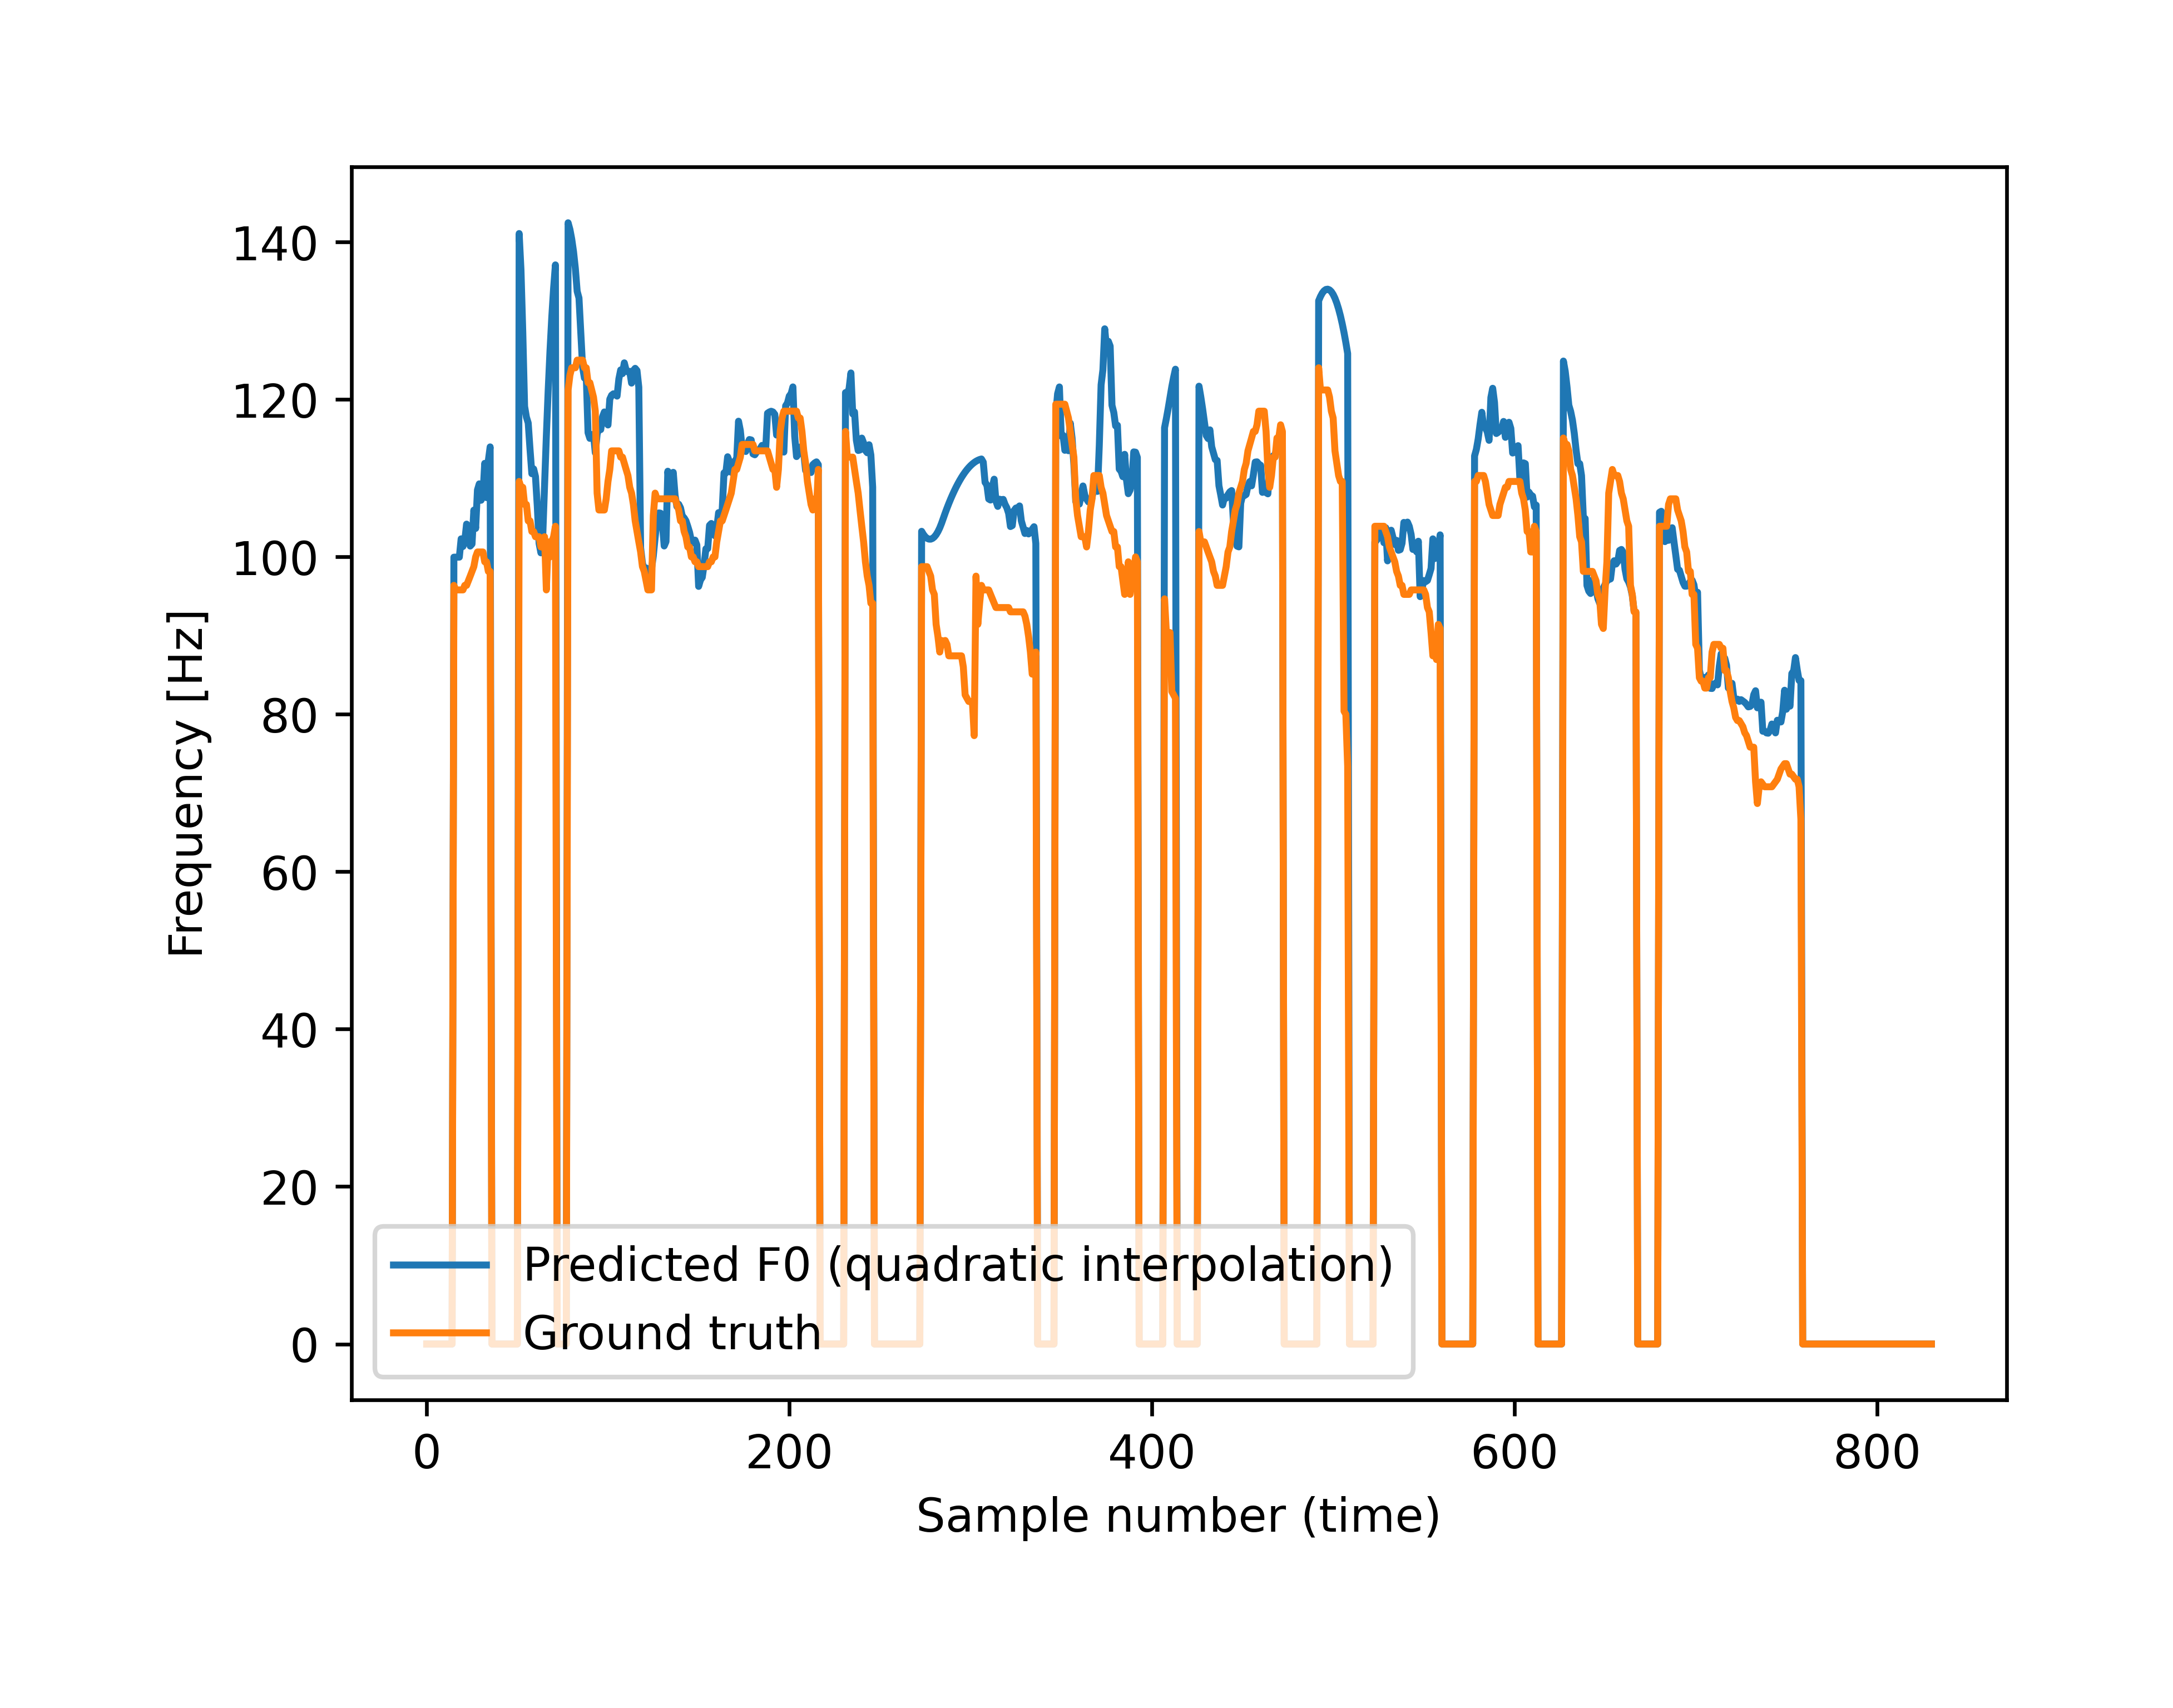 140
120
100
80
60
40
20
0
Frequency [Hz]
Predicted F0 (quadratic interpolation)
Ground truth
0 200 400 600 800
Sample number (time)